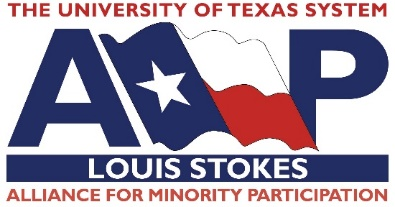 THE UNIVERSITY OF TEXAS SYSTEM
AMP
LOUIS STOKES
ALLIANCE FOR MINORITY PARTICIPATION